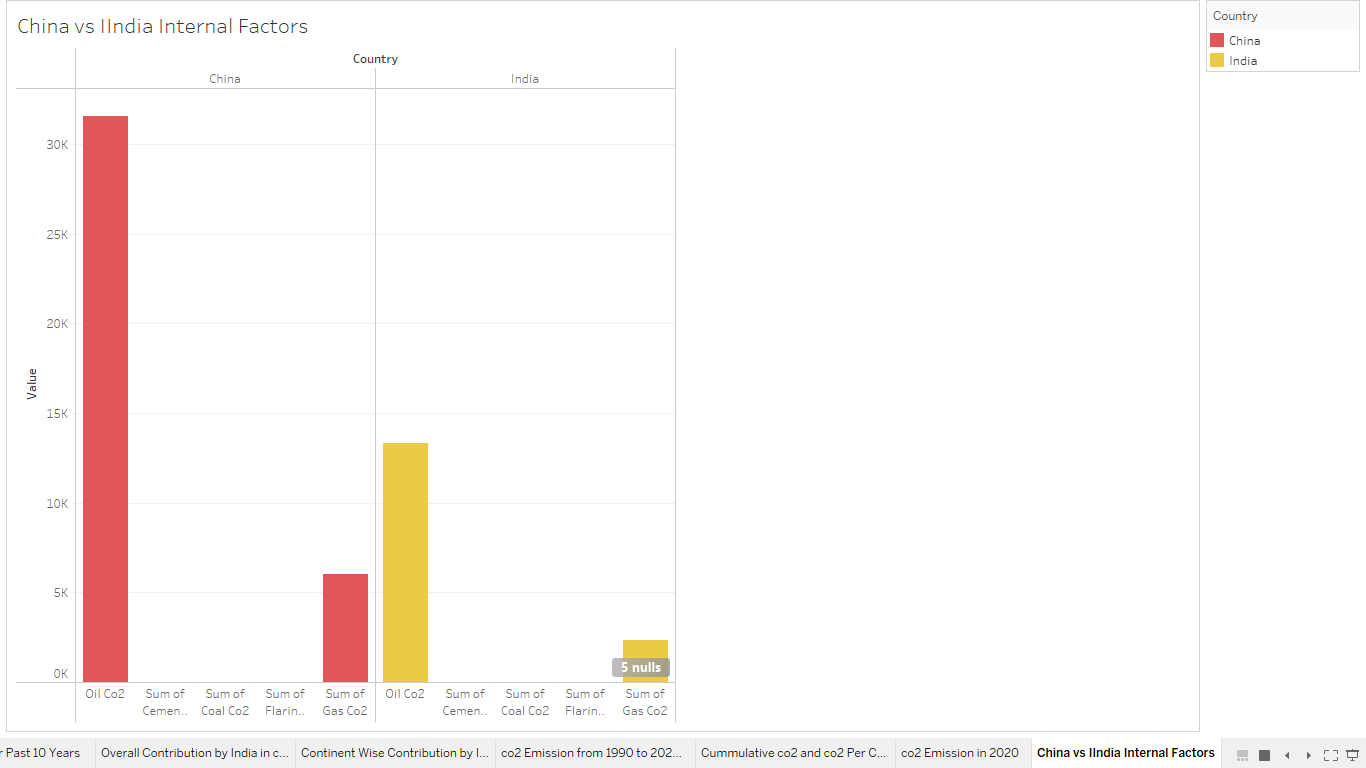 China vs IIndia Internal Factors
Country
China
India
Country
China India
30K
25K
20K
15K
10K
5K
0K
Value
5 nulls
Oil Co2
Sum of
Cemen..
Sum of
Coal Co2
Sum of
Flarin..
Sum of
Gas Co2
Oil Co2
Sum of
Cemen..
Sum of
Coal Co2
Sum of
Flarin..
Sum of
Gas Co2
r Past 10 Years
Overall Contribution by India in c...
Continent Wise Contribution by I...
co2 Emission from 1990 to 202...
Cummulative co2 and co2 Per C...
co2 Emission in 2020
China vs IIndia Internal Factors